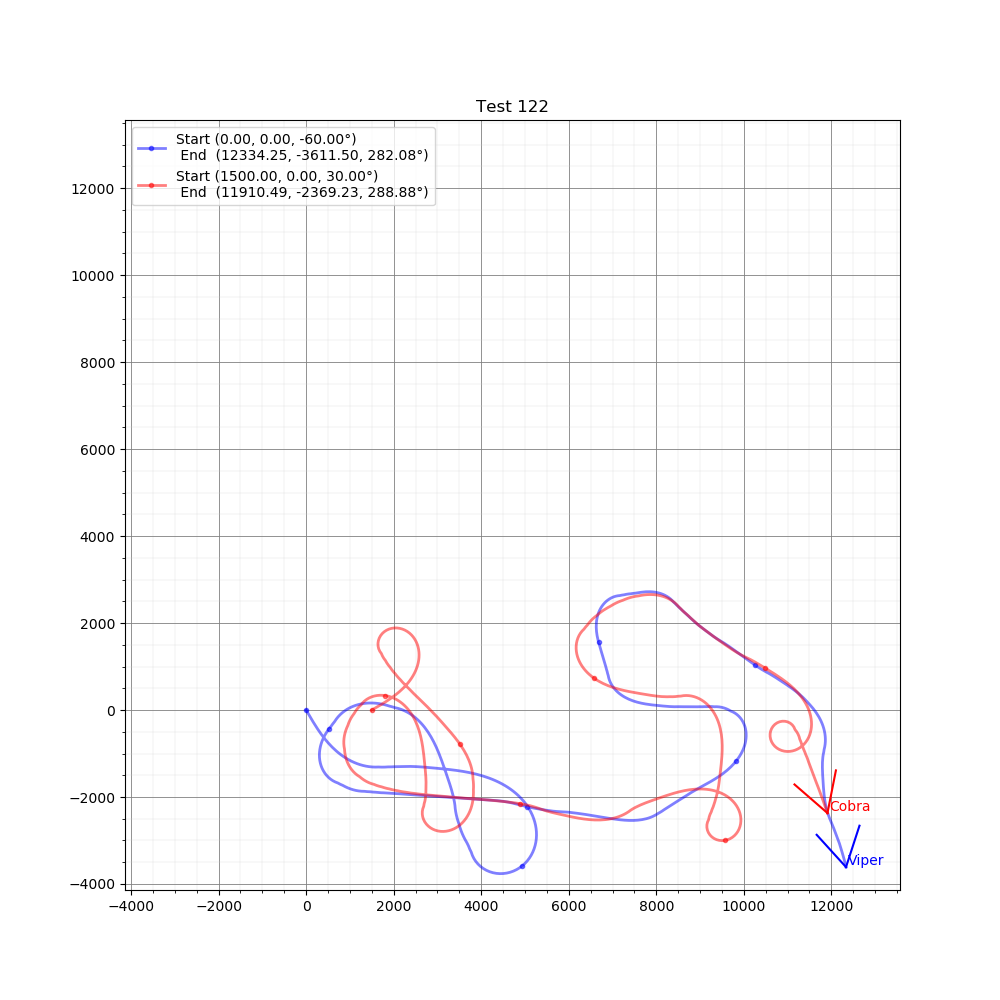 Test 122
Start (0.00, 0.00, -60.00°)
End (12334.25, -3611.50, 282.08°)
Start (1500.00, 0.00, 30.00°)
End (11910.49, -2369.23, 288.88°)
12000
10000
8000
6000
4000
2000
0
−2000
−4000
Cobra
Viper
−4000 −2000 0 2000 4000 6000 8000 10000 12000